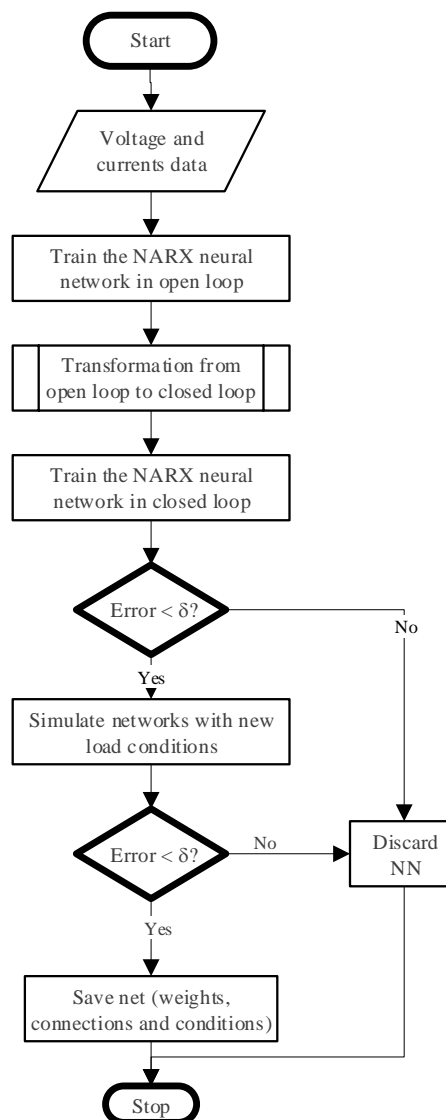 Start
Voltage and
currents data
Train the NARX neural
network in open loop
Transformation from
open loop to closed loop
Train the NARX neural
network in closed loop
Error < δ?
No
Yes
Simulate networks with new
load conditions
Error < δ?
No
Discard
NN
Yes
Save net (weights,
connections and conditions)
Stop